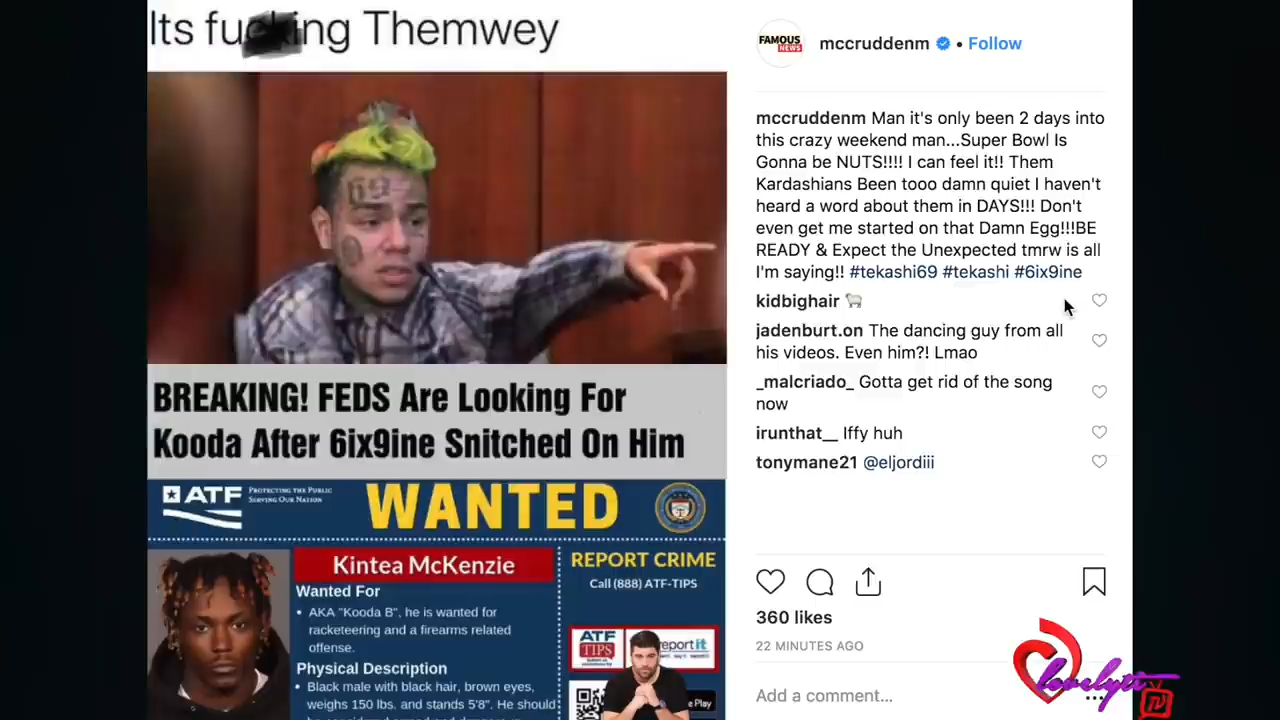 Its fucking Themwey
BREAKING! FEDS Are Looking For
Kooda After 6ix9ine Snitched On Him
ATF
PROTECTING THE PUBLIC
SERVING OUR NATION
WANTED
Kintea McKenzie
Wanted For
• AKA "Kooda B", he is wanted for
racketeering and a firearms related
offense.
Physical Description
• Black male with black hair, brown eyes,
weighs 150 lbs. and stands 5'8". He should
REPORT CRIME
Call (888) ATF-TIPS
ATF
TIPS
reportit
Play
FAMOUS
NEWS
mccruddenm • Follow
mccruddenm Man it's only been 2 days into
this crazy weekend man...Super Bowl Is
Gonna be NUTS!!!! I can feel it!! Them
Kardashians Been tooo damn quiet I haven't
heard a word about them in DAYS!!! Don't
even get me started on that Damn Egg!!!BE
READY & Expect the Unexpected tmrw is all
I'm saying!! #tekashi69 #tekashi #6ix9ine
kidbighair 🐑
jadenburt.on The dancing guy from all
his videos. Even him?! Lmao
_malcriado_ Gotta get rid of the song
now
irunthat__ Iffy huh
tonymane21 @eljordiii
360 likes
22 MINUTES AGO
Add a comment...
lovelyti
TV